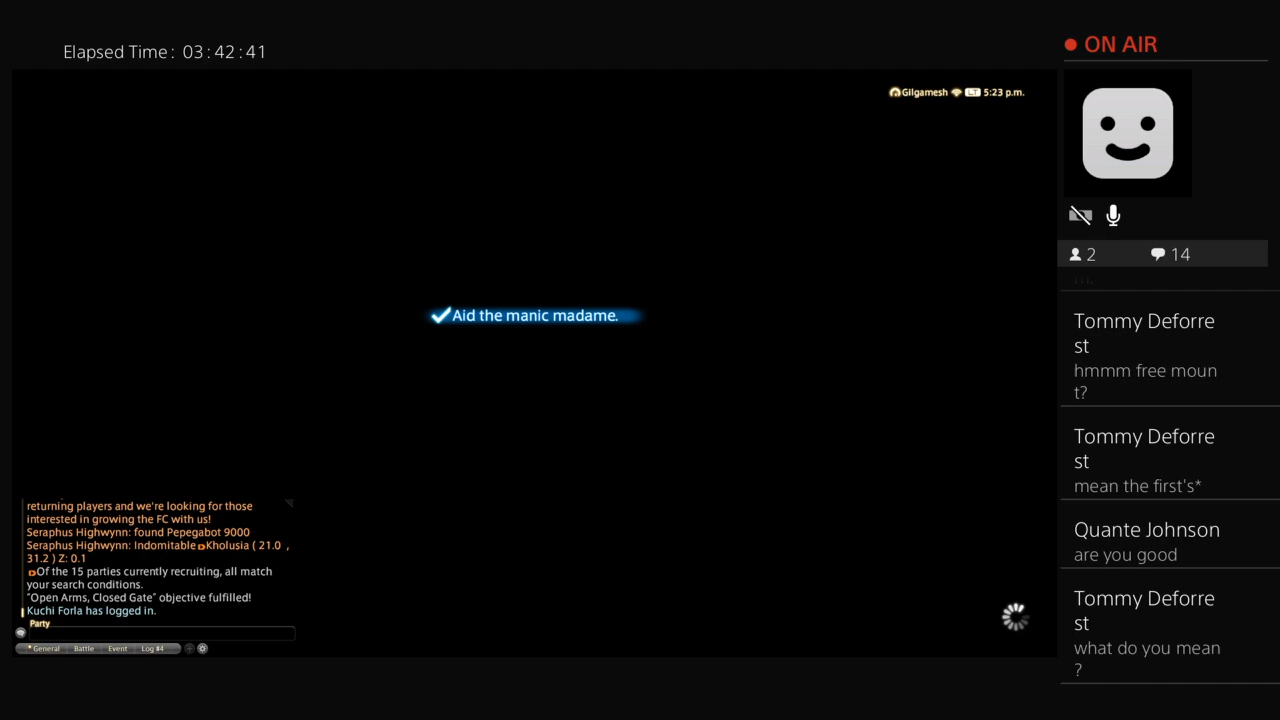 Elapsed Time: 03:42:41
ON AIR
Gilgamesh LT 5:23 p.m.
2 14
Aid the manic madame.
Tommy Deforre
st
hmmm free moun
t?
Tommy Deforre
st
mean the first's*
Quante Johnson
are you good
Tommy Deforre
st
what do you mean
?
returning players and we're looking for those
interested in growing the FC with us!
Seraphus Highwynn: found Pepegabot 9000
Seraphus Highwynn: Indomitable Kholusia ( 21.0 ,
31.2 ) Z: 0.1
Of the 15 parties currently recruiting, all match
your search conditions.
"Open Arms, Closed Gate" objective fulfilled!
Kuchi Forla has logged in.
Party
General Battle Event Log #4